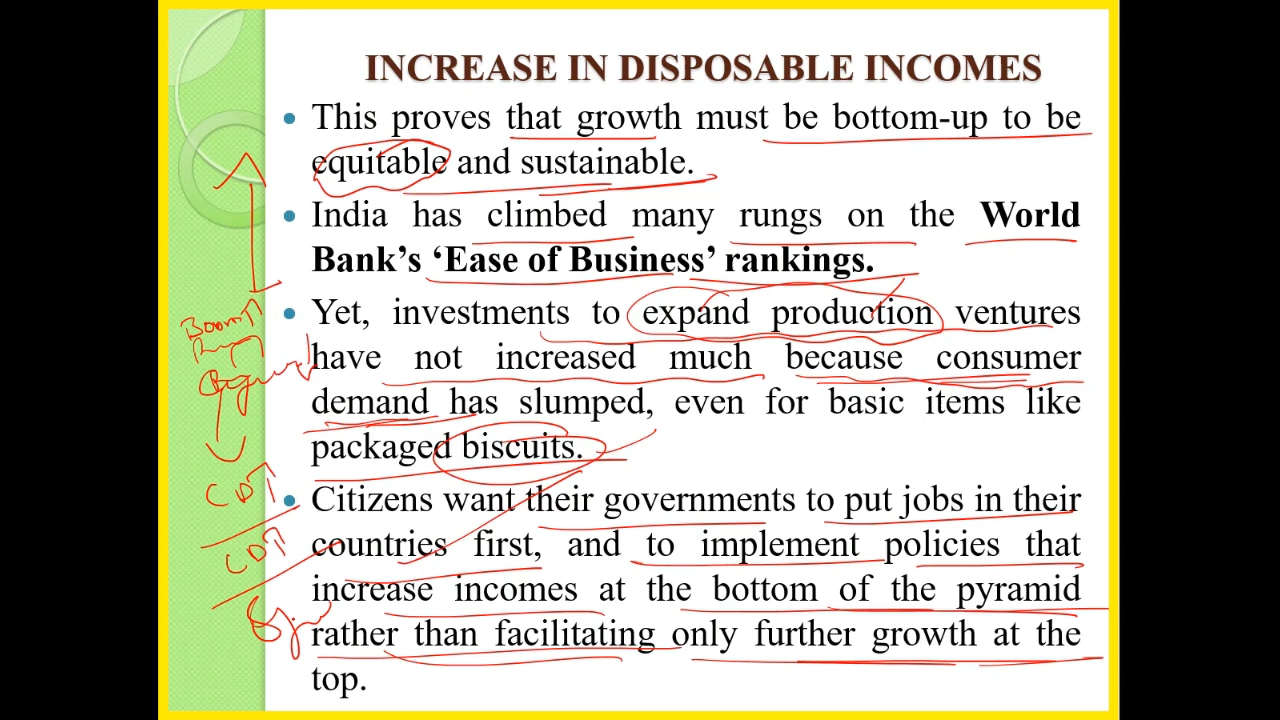 INCREASE IN DISPOSABLE INCOMES
• This proves that growth must be bottom-up to be
equitable and sustainable.
• India has climbed many rungs on the World
Bank's ‘Ease of Business’ rankings.
• Yet, investments to expand production ventures
have not increased much because consumer
demand has slumped, even for basic items like
packaged biscuits.
• Citizens want their governments to put jobs in their
countries first, and to implement policies that
increase incomes at the bottom of the pyramid
rather than facilitating only further growth at the
top.
CD↑
CD↑